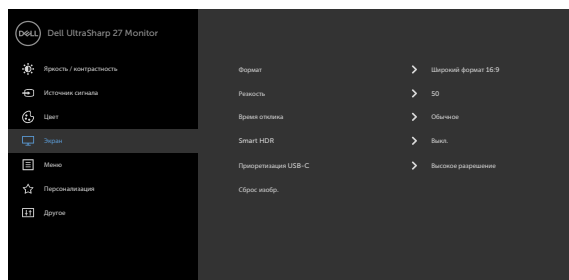 DELL Dell UltraSharp 27 Monitor
Яркость / контрастность
Источник сигнала
Цвет
Экран
Меню
Персонализация
Другое
Формат Широкий формат 16:9
Резкость 50
Время отклика Обычное
Smart HDR Выкл.
Приоретизация USB-C Высокое разрешение
Сброс изобр.